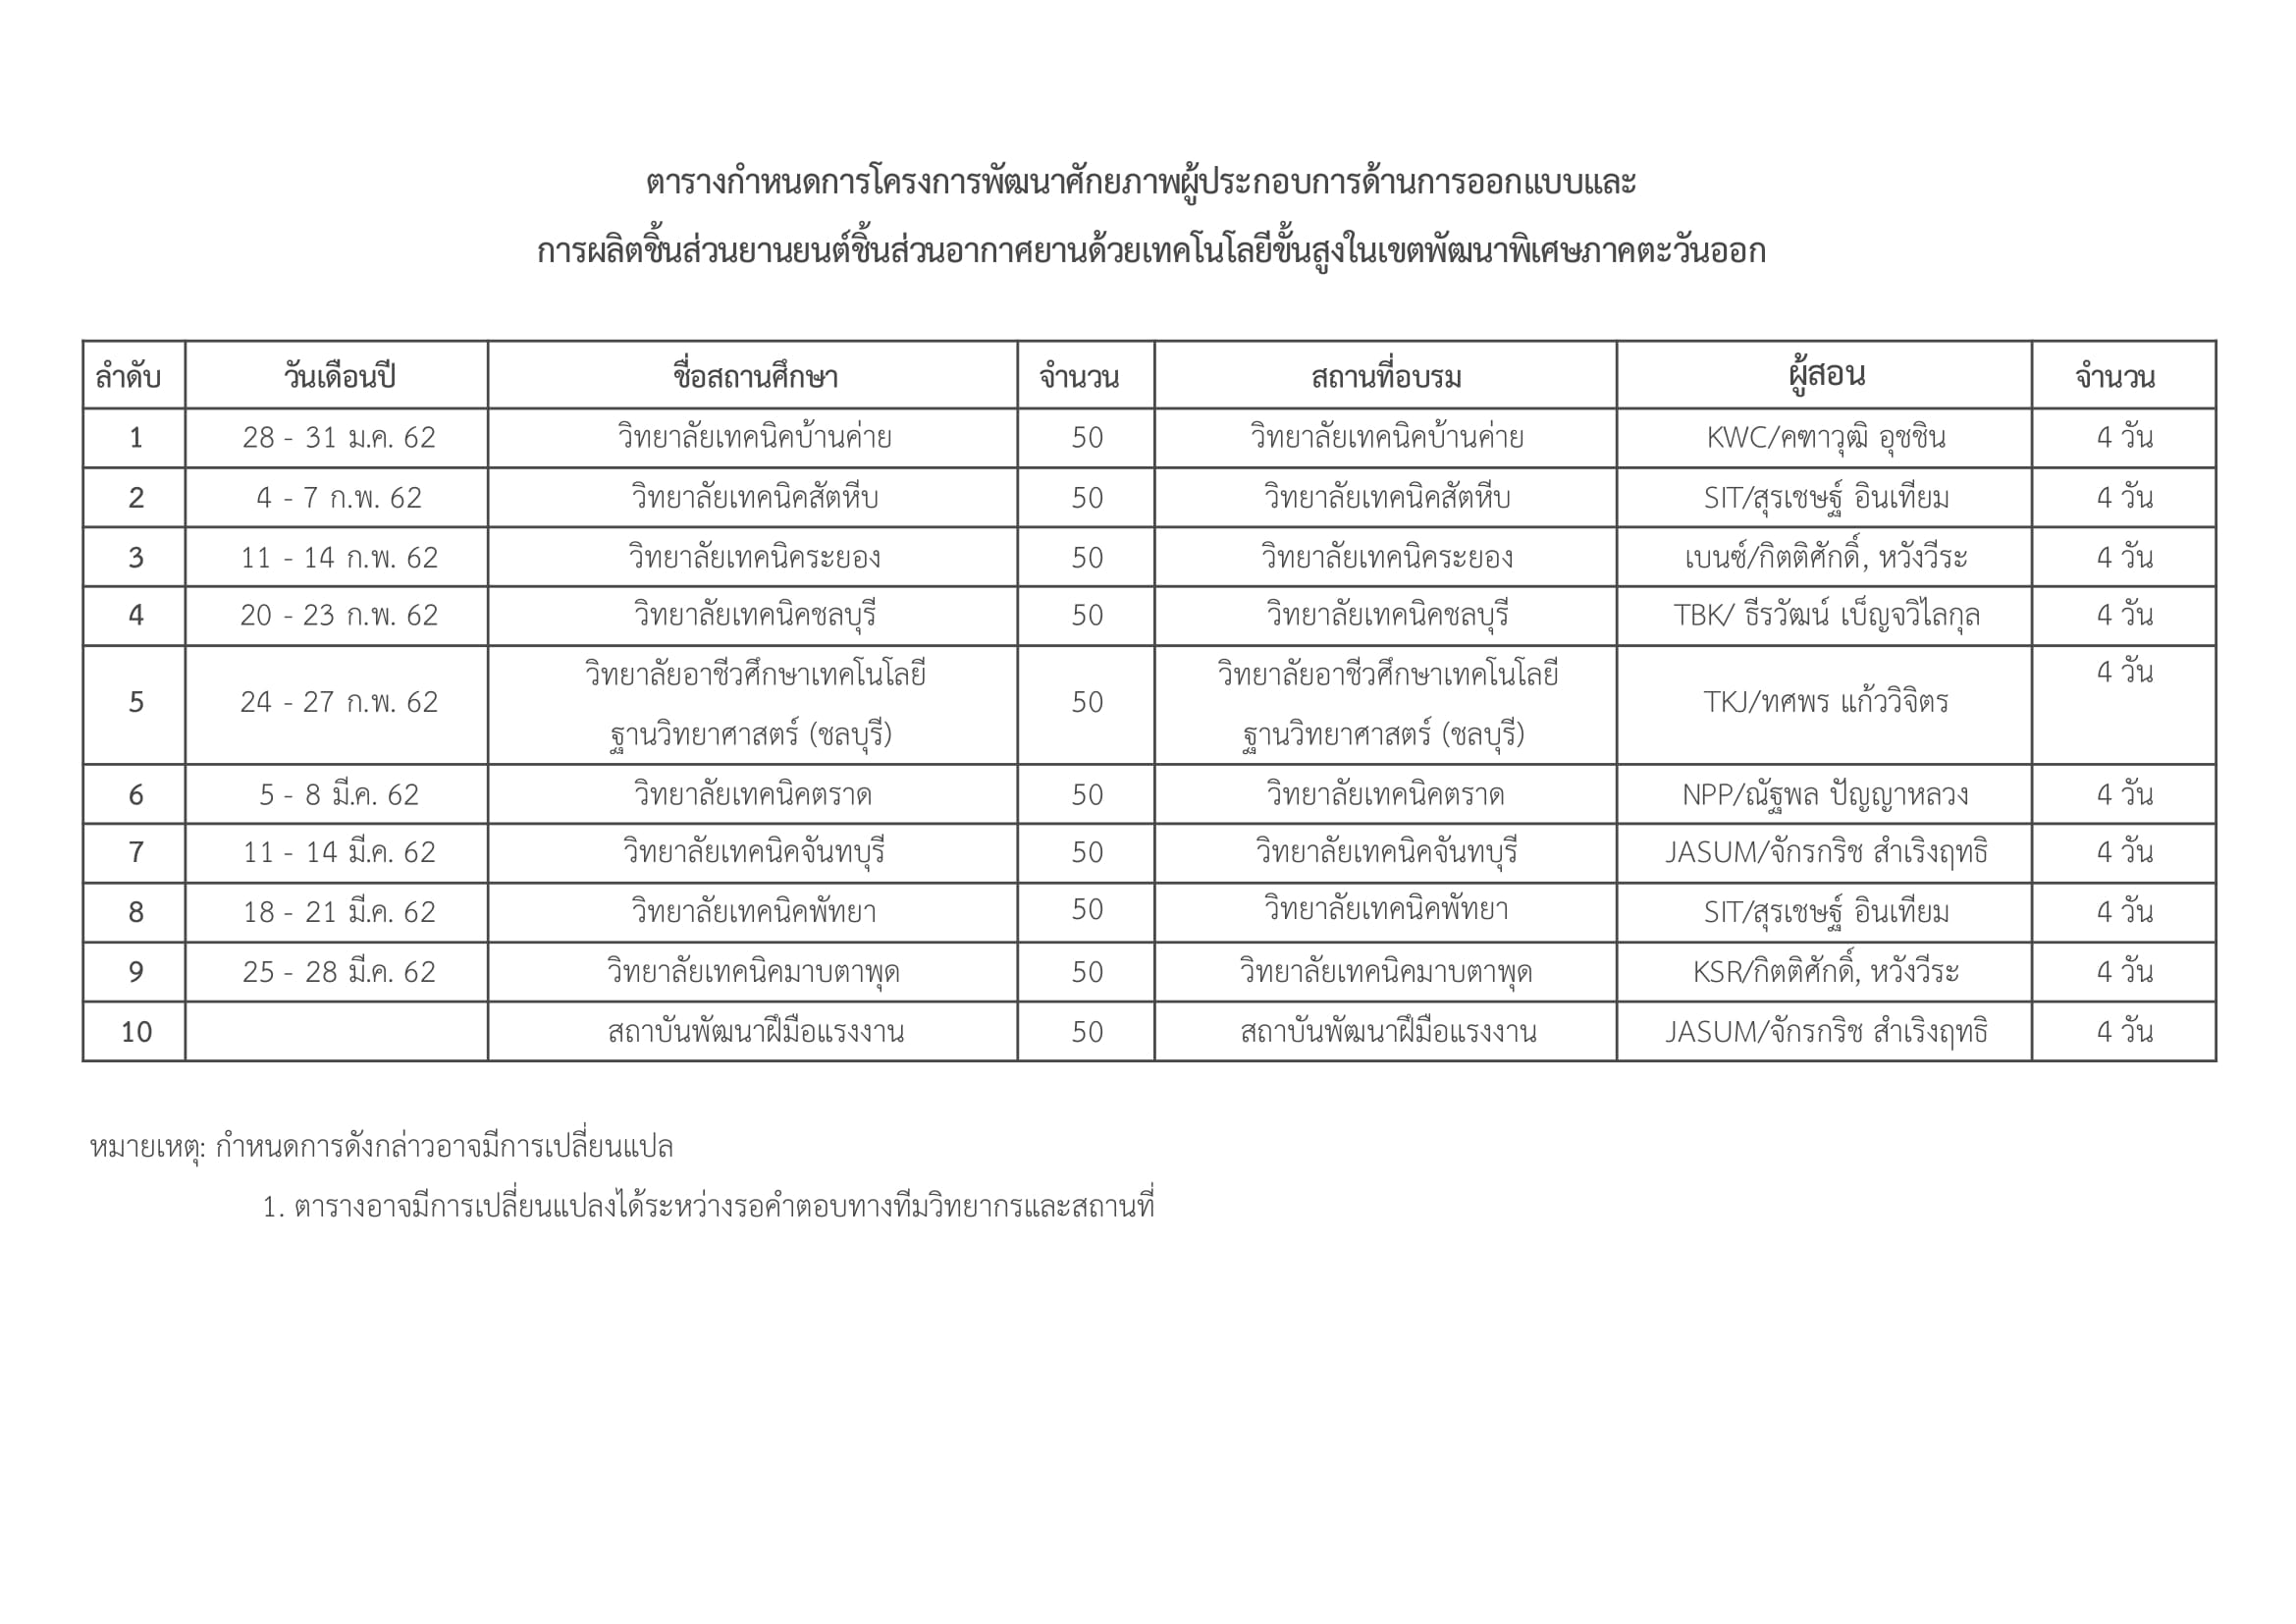 ตารางกำหนดการโครงการพัฒนาศักยภาพผู้ประกอบการด้านการออกแบบและ
การผลิตชิ้นส่วนยานยนต์ชิ้นส่วนอากาศยานด้วยเทคโนโลยีขั้นสูงในเขตพัฒนาพิเศษภาคตะวันออก
ลำดับ วันเดือนปี ชื่อสถานศึกษา จำนวน สถานที่อบรม ผู้สอน จำนวน
1 28 - 31 ม.ค. 62 วิทยาลัยเทคนิคบ้านค่าย 50 วิทยาลัยเทคนิคบ้านค่าย KWC/คฑาวุฒิ อุชชิน 4 วัน
2 4 - 7 ก.พ. 62 วิทยาลัยเทคนิคสัตหีบ 50 วิทยาลัยเทคนิคสัตหีบ SIT/สุรเชษฐ์ อินเทียม 4 วัน
3 11 - 14 ก.พ. 62 วิทยาลัยเทคนิคระยอง 50 วิทยาลัยเทคนิคระยอง เบนซ์/กิตติศักดิ์, หวังวีระ 4 วัน
4 20 - 23 ก.พ. 62 วิทยาลัยเทคนิคชลบุรี 50 วิทยาลัยเทคนิคชลบุรี TBK/ ธีรวัฒน์ เบ็ญจวิไลกุล 4 วัน
5 24 - 27 ก.พ. 62 วิทยาลัยอาชีวศึกษาเทคโนโลยี 50 วิทยาลัยอาชีวศึกษาเทคโนโลยี TKJ/ทศพร แก้ววิจิตร 4 วัน
ฐานวิทยาศาสตร์ (ชลบุรี) ฐานวิทยาศาสตร์ (ชลบุรี)
6 5 - 8 มี.ค. 62 วิทยาลัยเทคนิคตราด 50 วิทยาลัยเทคนิคตราด NPP/ณัฐพล ปัญญาหลวง 4 วัน
7 11 - 14 มี.ค. 62 วิทยาลัยเทคนิคจันทบุรี 50 วิทยาลัยเทคนิคจันทบุรี JASUM/จักรกริช สำเริงฤทธิ 4 วัน
8 18 - 21 มี.ค. 62 วิทยาลัยเทคนิคพัทยา 50 วิทยาลัยเทคนิคพัทยา SIT/สุรเชษฐ์ อินเทียม 4 วัน
9 25 - 28 มี.ค. 62 วิทยาลัยเทคนิคมาบตาพุด 50 วิทยาลัยเทคนิคมาบตาพุด KSR/กิตติศักดิ์, หวังวีระ 4 วัน
10 สถาบันพัฒนาฝีมือแรงงาน 50 สถาบันพัฒนาฝีมือแรงงาน JASUM/จักรกริช สำเริงฤทธิ 4 วัน
หมายเหตุ: กำหนดการดังกล่าวอาจมีการเปลี่ยนแปล
1. ตารางอาจมีการเปลี่ยนแปลงได้ระหว่างรอคำตอบทางทีมวิทยากรและสถานที่